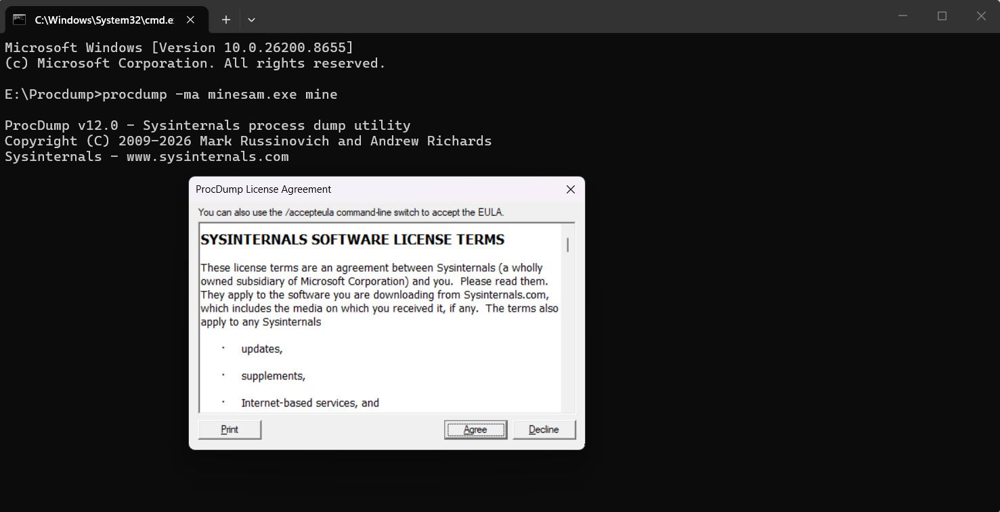 C:\Windows\System32\cmd.e
Microsoft Windows [Version 10.0.26200.8655]
(c) Microsoft Corporation. All rights reserved.
E:\Procdump>procdump -ma minesam.exe mine
ProcDump v12.0 - Sysinternals process dump utility
Copyright (C) 2009-2026 Mark Russinovich and Andrew Richards
Sysinternals - www.sysinternals.com
ProcDump License Agreement
You can also use the /accepteula command-line switch to accept the EULA.
SYSINTERNALS SOFTWARE LICENSE TERMS
These license terms are an agreement between Sysinternals (a wholly
owned subsidiary of Microsoft Corporation) and you.  Please read them.
They apply to the software you are downloading from Sysinternals.com,
which includes the media on which you received it, if any.  The terms also
apply to any Sysinternals
· updates,
· supplements,
· Internet-based services, and
Print Agree Decline